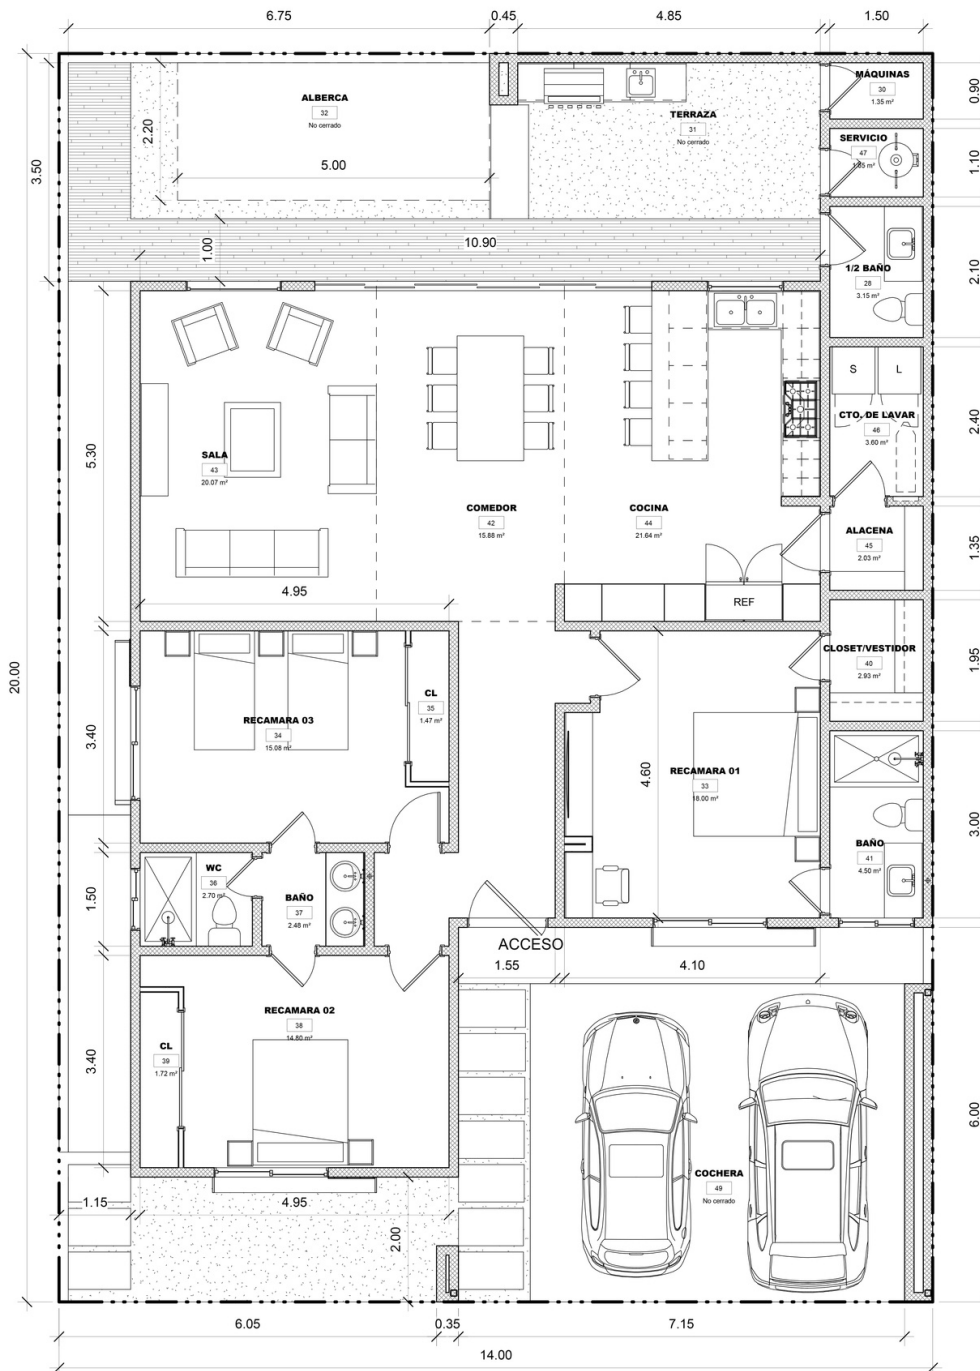 6.75
0.45
4.85
1.50
ALBERCA
32
No cerrado
TERRAZA
31
No cerrado
MÁQUINAS
30
1.35 m²
0.90
2.20
3.50
5.00
SERVICIO
47
1.10
1.00
10.90
1/2 BAÑO
28
3.15 m²
2.10
S
L
CTO. DE LAVAR
46
3.60 m²
2.40
5.30
SALA
43
20.07 m²
COMEDOR
42
15.88 m²
COCINA
44
21.64 m²
ALACENA
45
2.03 m²
1.35
4.95
REF
20.00
CLOSET/VESTIDOR
40
2.93 m²
1.95
RECAMARA 03
34
15.08 m²
CL
35
1.47 m²
3.40
RECAMARA 01
33
18.00 m²
4.60
3.00
WC
36
2.70 m²
BAÑO
37
2.48 m²
1.50
BAÑO
41
4.50 m²
ACCESO
1.55
4.10
RECAMARA 02
38
14.80 m²
CL
39
1.72 m²
3.40
6.00
COCHERA
49
No cerrado
1.15
4.95
2.00
6.05
0.35
7.15
14.00